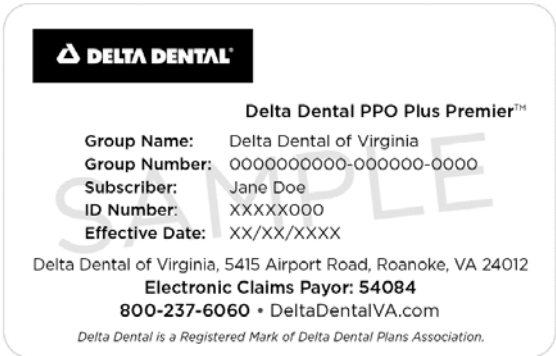 DELTA DENTAL®
Delta Dental PPO Plus Premier™
Group Name: Delta Dental of Virginia
Group Number: 0000000000-000000-0000
Subscriber: Jane Doe
ID Number: XXXXX000
Effective Date: XX/XX/XXXX
SAMPLE
Delta Dental of Virginia, 5415 Airport Road, Roanoke, VA 24012
Electronic Claims Payor: 54084
800-237-6060 • DeltaDentalVA.com
Delta Dental is a Registered Mark of Delta Dental Plans Association.